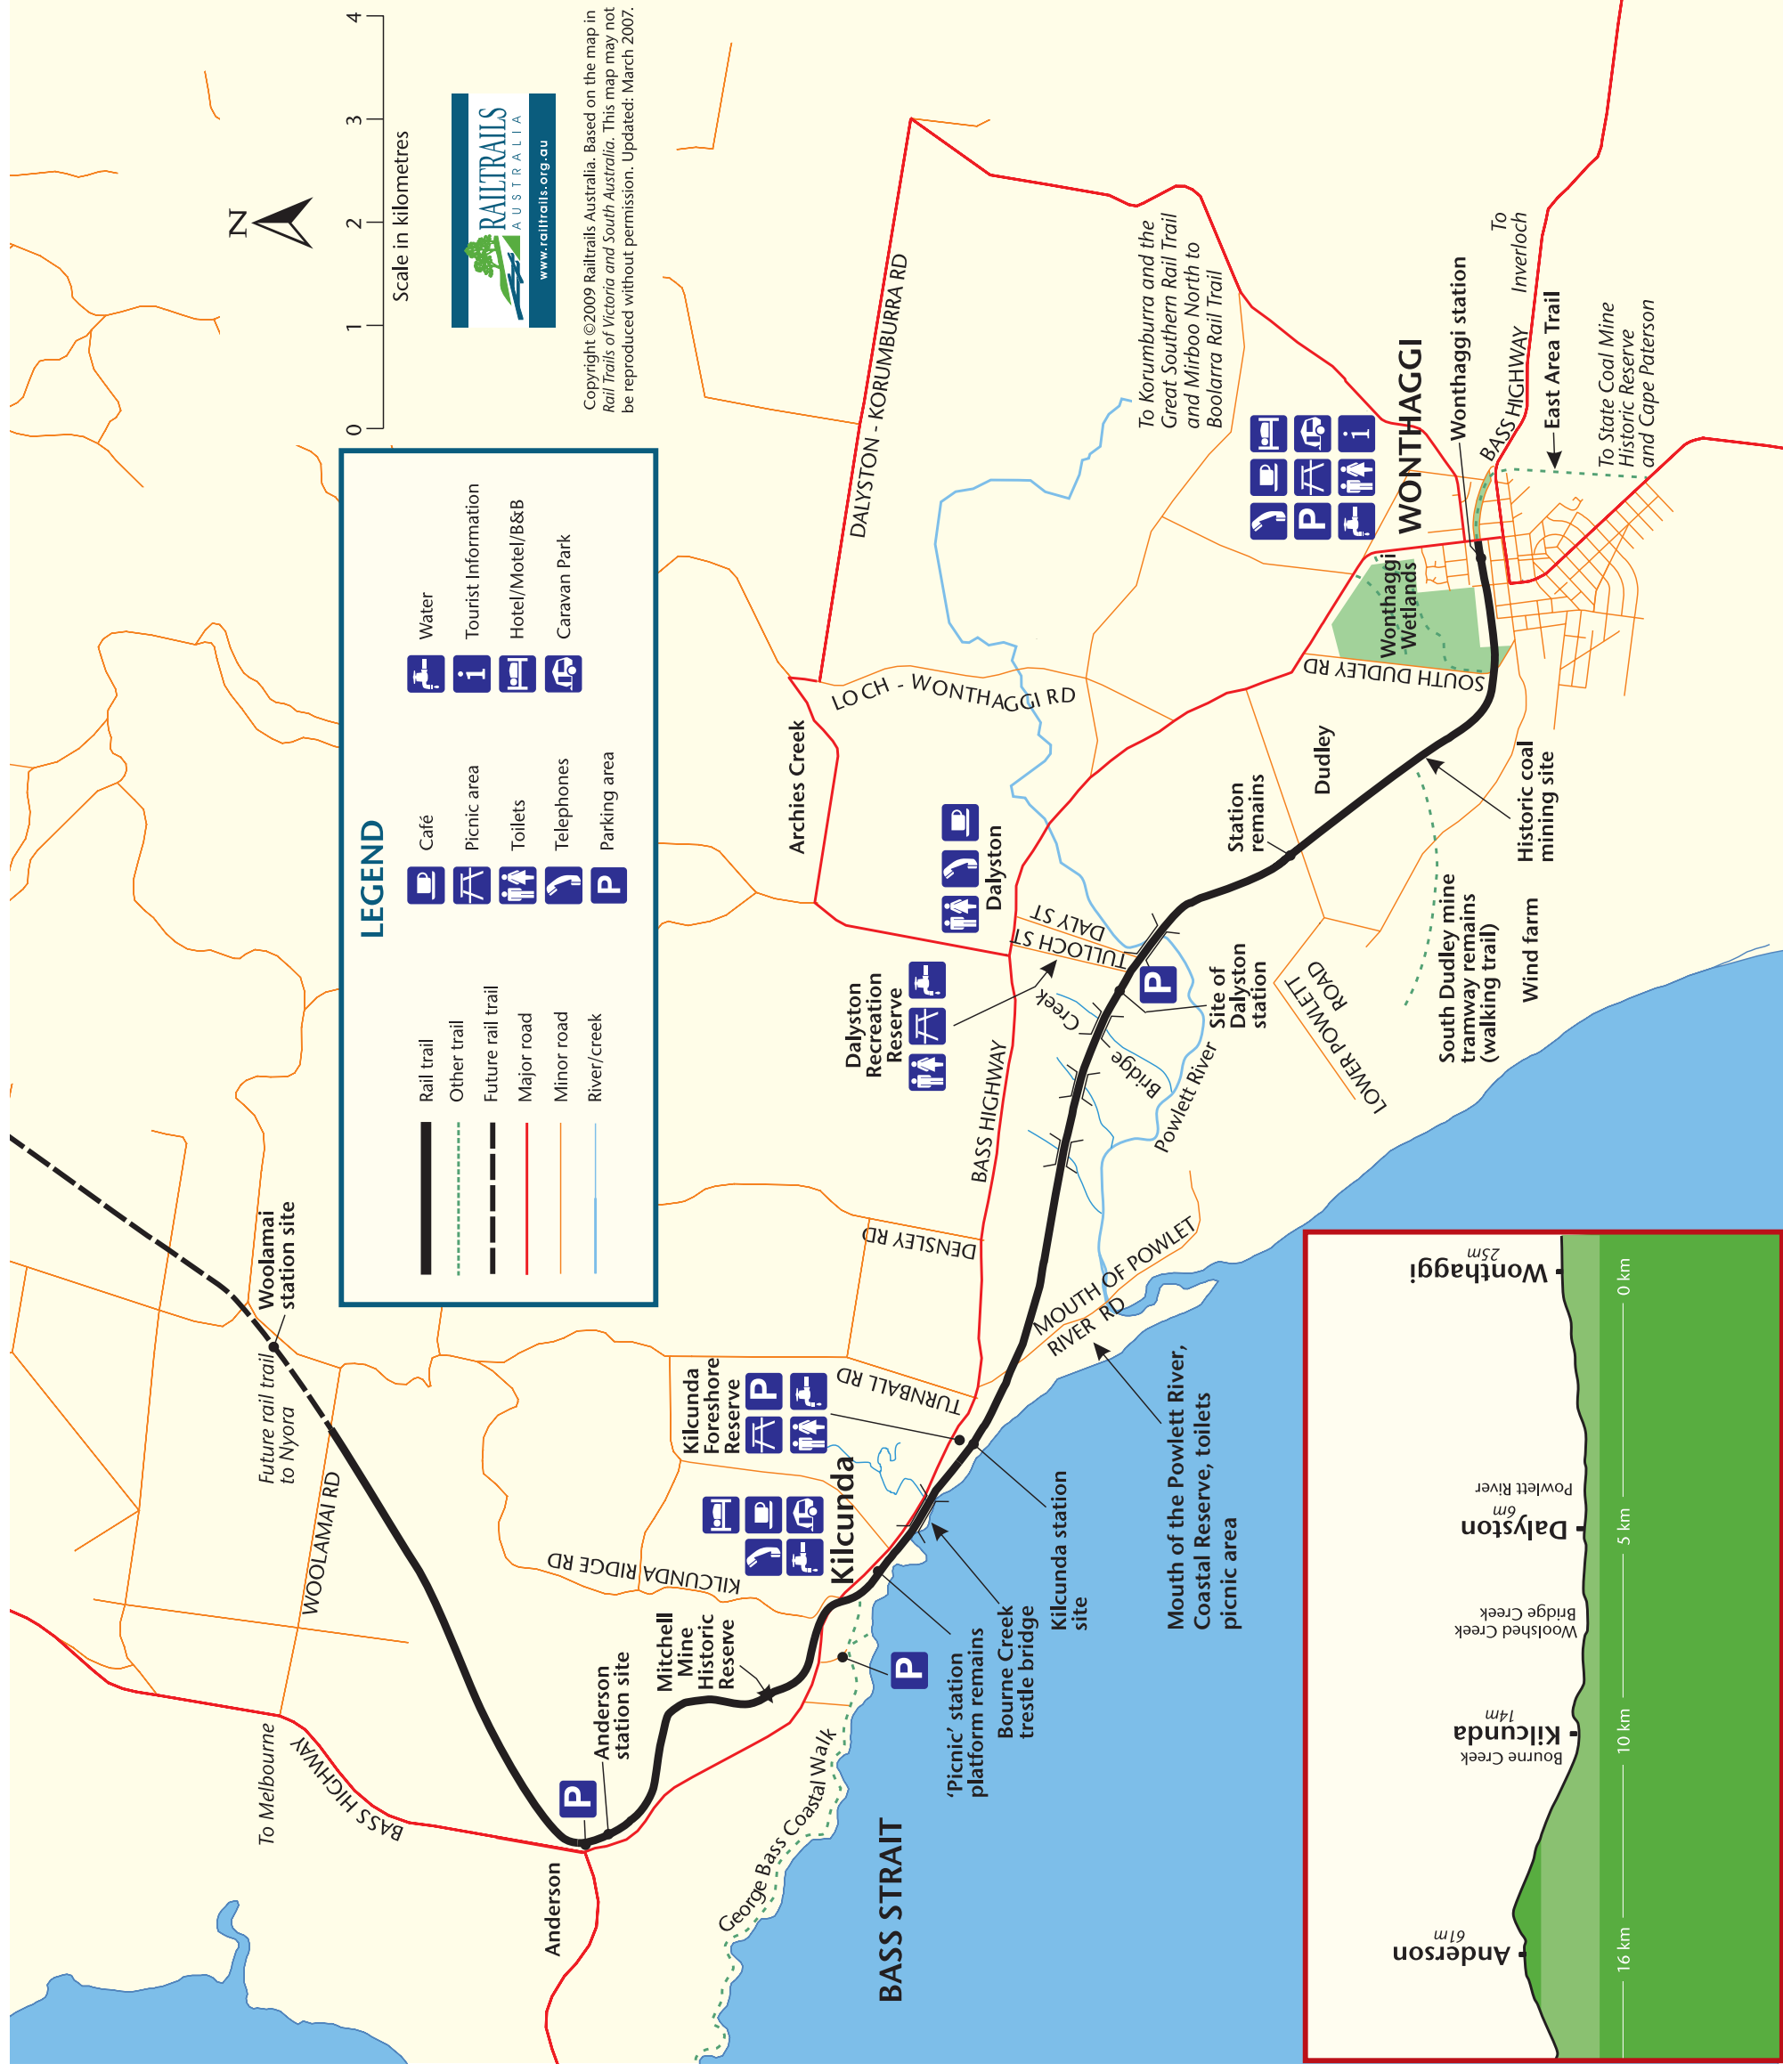 To Melbourne
BASS HIGHWAY
WOOLAMAI RD
Future rail trail
to Nyora
Woolamai
station site
Anderson
Anderson
station site
P
Mitchell
Mine
Historic
Reserve
George Bass Coastal Walk
BASS STRAIT
P
KILCUNDA RIDGE RD
Kilcunda
'Picnic' station
platform remains
Bourne Creek
trestle bridge
Kilcunda station
site
Kilcunda
Foreshore
Reserve
P
TURNBALL RD
DENSLEY RD
MOUTH OF POWLET
RIVER RD
Mouth of the Powlett River,
Coastal Reserve, toilets
picnic area
BASS HIGHWAY
Powlett River
Bridge
Creek
Dalyston
Recreation
Reserve
TULLOCH ST
DALY ST
Dalyston
P
Site of
Dalyston
station
LOWER POWLETT
ROAD
Archies Creek
LOCH - WONTHAGGI RD
DALYSTON - KORUMBURRA RD
Station
remains
Dudley
South Dudley mine
tramway remains
(walking trail)
Wind farm
Historic coal
mining site
SOUTH DUDLEY RD
Wonthaggi
Wetlands
WONTHAGGI
P
i
Wonthaggi station
BASS HIGHWAY
To
Inverloch
East Area Trail
To State Coal Mine
Historic Reserve
and Cape Paterson
To Korumburra and the
Great Southern Rail Trail
and Mirboo North to
Boolarra Rail Trail
LEGEND
Rail trail
Other trail
Future rail trail
Major road
Minor road
River/creek
Café
Picnic area
Toilets
Telephones
P Parking area
Water
i Tourist Information
Hotel/Motel/B&B
Caravan Park
N
0 1 2 3 4
Scale in kilometres
RAILTRAILS
AUSTRALIA
www.railtrails.org.au
Copyright ©2009 Railtrails Australia. Based on the map in
Rail Trails of Victoria and South Australia. This map may not
be reproduced without permission. Updated: March 2007.
Anderson
61m
Bourne Creek
Kilcunda
14m
Woolshed Creek
Bridge Creek
Dalyston
6m
Powlett River
Wonthaggi
25m
16 km
10 km
5 km
0 km